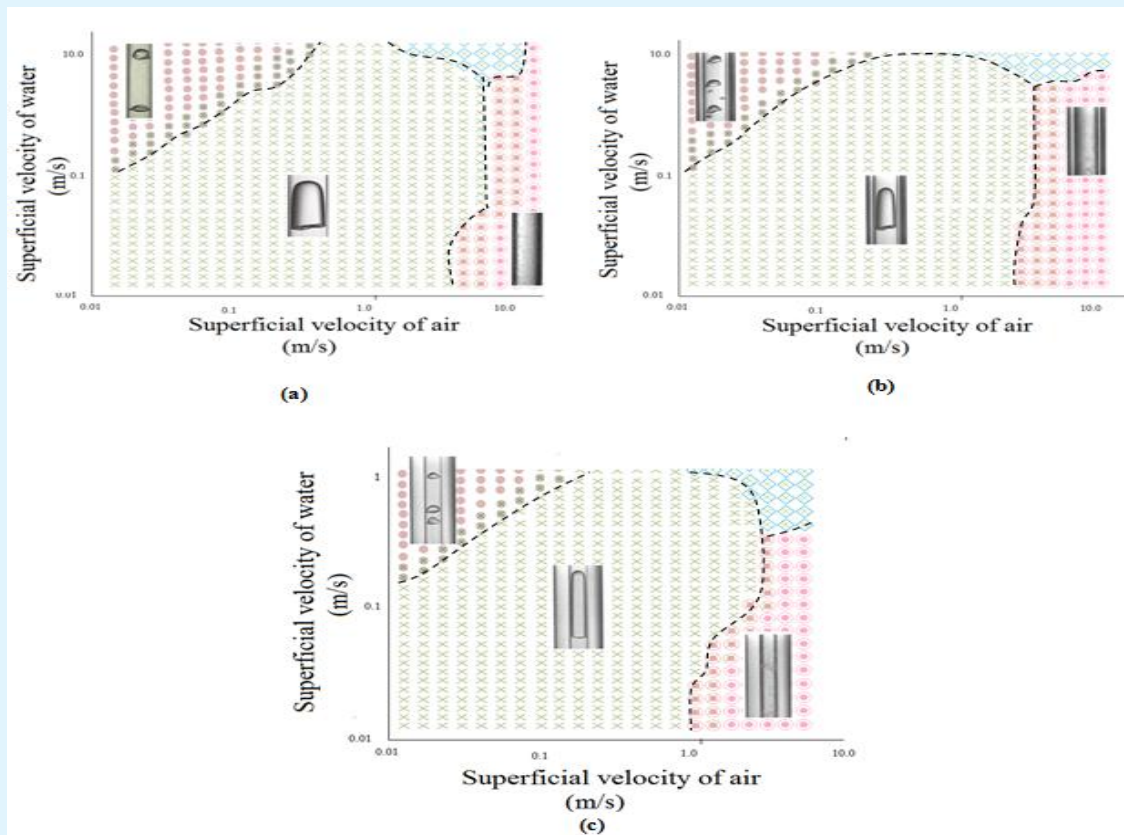 10.0
0.1
0.01
Superficial velocity of water
(m/s)
0.01
0.1
1.0
10.0
Superficial velocity of air
(m/s)
(a)
10.0
0.1
0.01
Superficial velocity of water
(m/s)
0.01
0.1
1.0
10.0
Superficial velocity of air
(m/s)
(b)
1
0.1
0.01
Superficial velocity of water
(m/s)
0.01
0.1
1.0
10.0
Superficial velocity of air
(m/s)
(c)